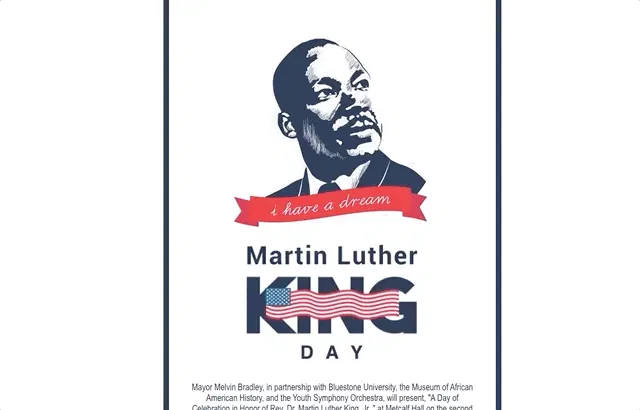 i have a dream
Martin Luther
KING
DAY
Mayor Melvin Bradley, in partnership with Bluestone University, the Museum of African
American History, and the Youth Symphony Orchestra, will present, "A Day of
Celebration in Honor of Rev. Dr. Martin Luther King, Jr.," at Metcalf Hall on the second